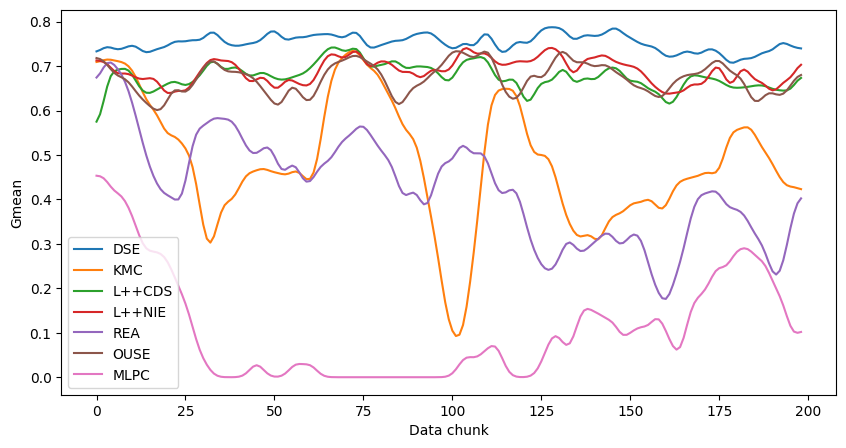 0.8
0.7
0.6
0.5
0.4
0.3
0.2
0.1
0.0
Gmean
DSE
KMC
L++CDS
L++NIE
REA
OUSE
MLPC
0 25 50 75 100 125 150 175 200
Data chunk